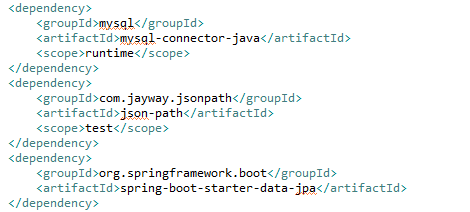 <dependency>
    <groupId>mysql</groupId>
    <artifactId>mysql-connector-java</artifactId>
    <scope>runtime</scope>
</dependency>
<dependency>
    <groupId>com.jayway.jsonpath</groupId>
    <artifactId>json-path</artifactId>
    <scope>test</scope>
</dependency>
<dependency>
    <groupId>org.springframework.boot</groupId>
    <artifactId>spring-boot-starter-data-jpa</artifactId>
</dependency>